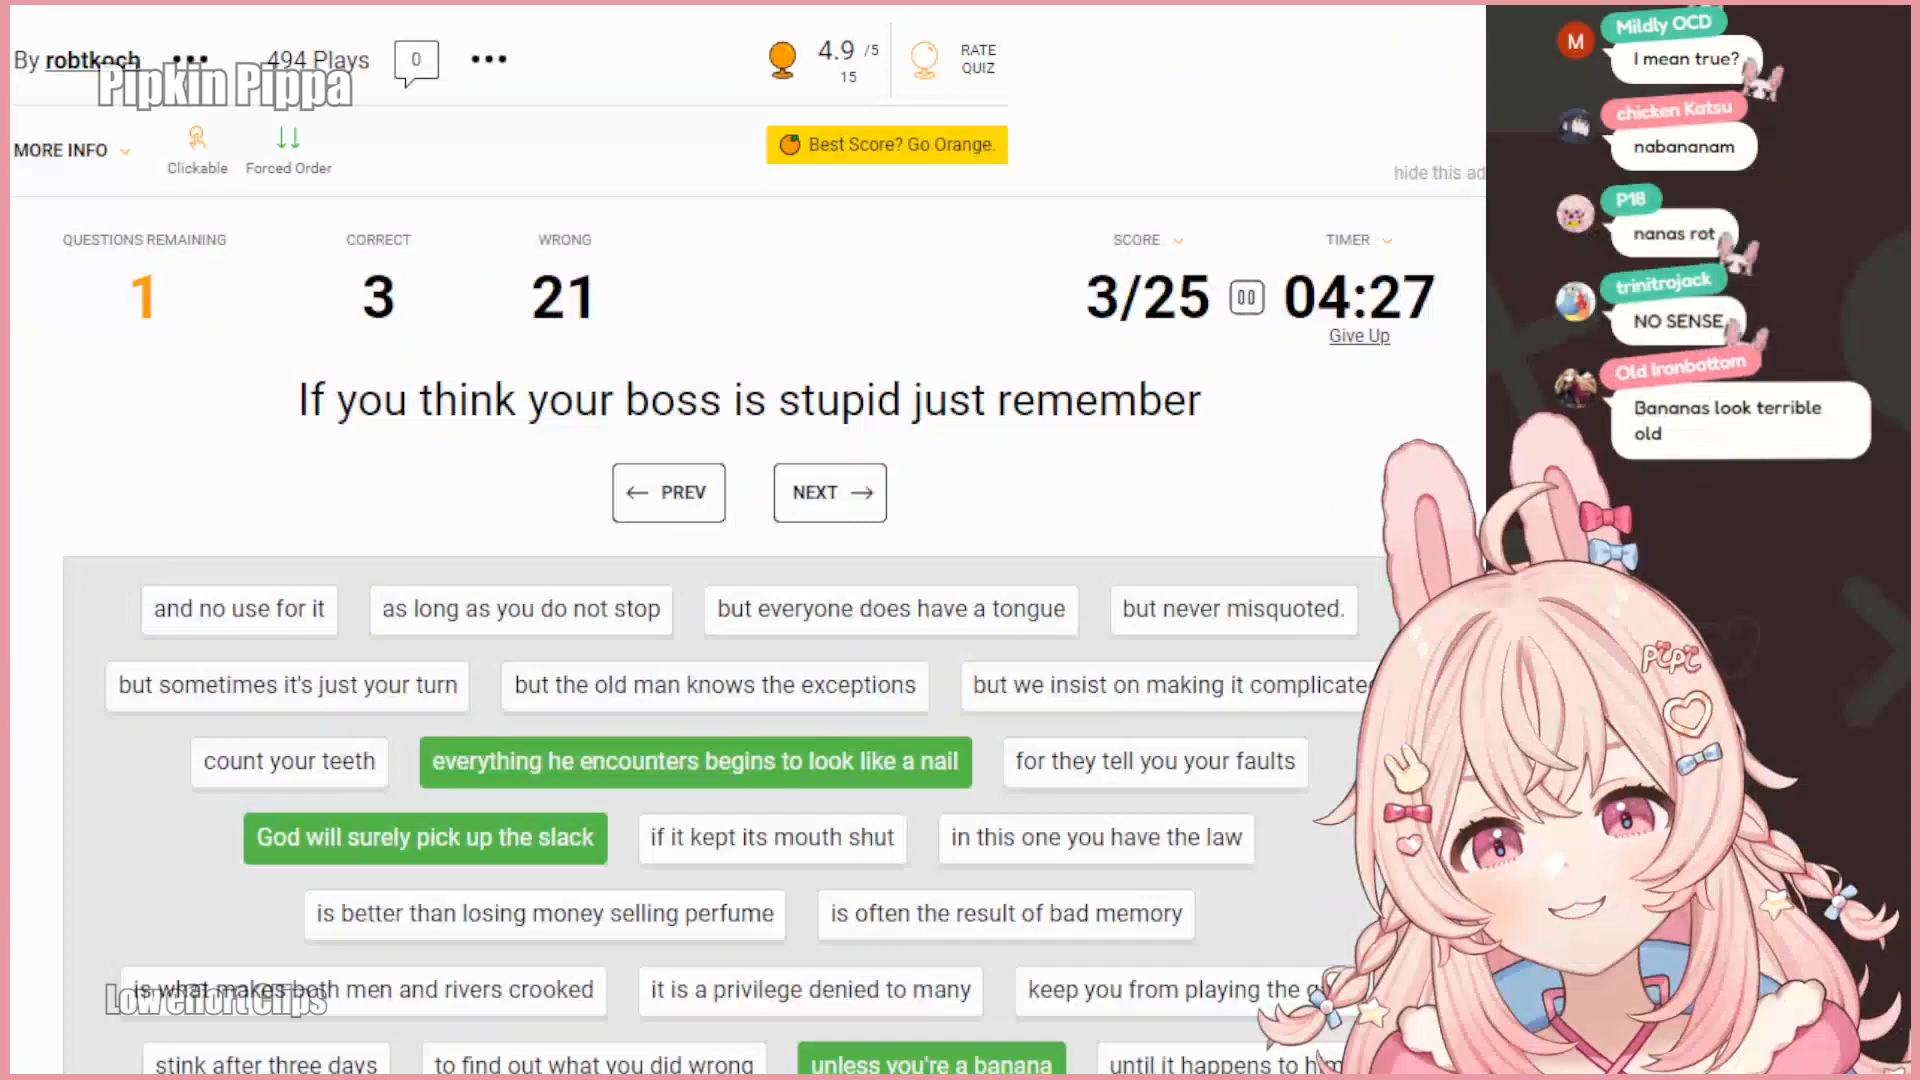 By robtkoch ••• 494 Plays 0 •••
Pipkin Pippa
4.9 /5
15
RATE
QUIZ
MORE INFO
Clickable
Forced Order
Best Score? Go Orange.
hide this ad
QUESTIONS REMAINING
1
CORRECT
3
WRONG
21
SCORE
3/25
TIMER
04:27
Give Up
If you think your boss is stupid just remember
← PREV
NEXT →
and no use for it
as long as you do not stop
but everyone does have a tongue
but never misquoted.
but sometimes it's just your turn
but the old man knows the exceptions
but we insist on making it complicated
count your teeth
everything he encounters begins to look like a nail
for they tell you your faults
God will surely pick up the slack
if it kept its mouth shut
in this one you have the law
is better than losing money selling perfume
is often the result of bad memory
is what makes both men and rivers crooked
it is a privilege denied to many
keep you from playing the
Loweffort Clips
stink after three days
to find out what you did wrong
unless you're a banana
until it happens to him
M
Mildly OCD
I mean true?
chicken Katsu
nabananam
P18
nanas rot
trinitrojack
NO SENSE
Old Ironbottom
Bananas look terrible
old
PiPi